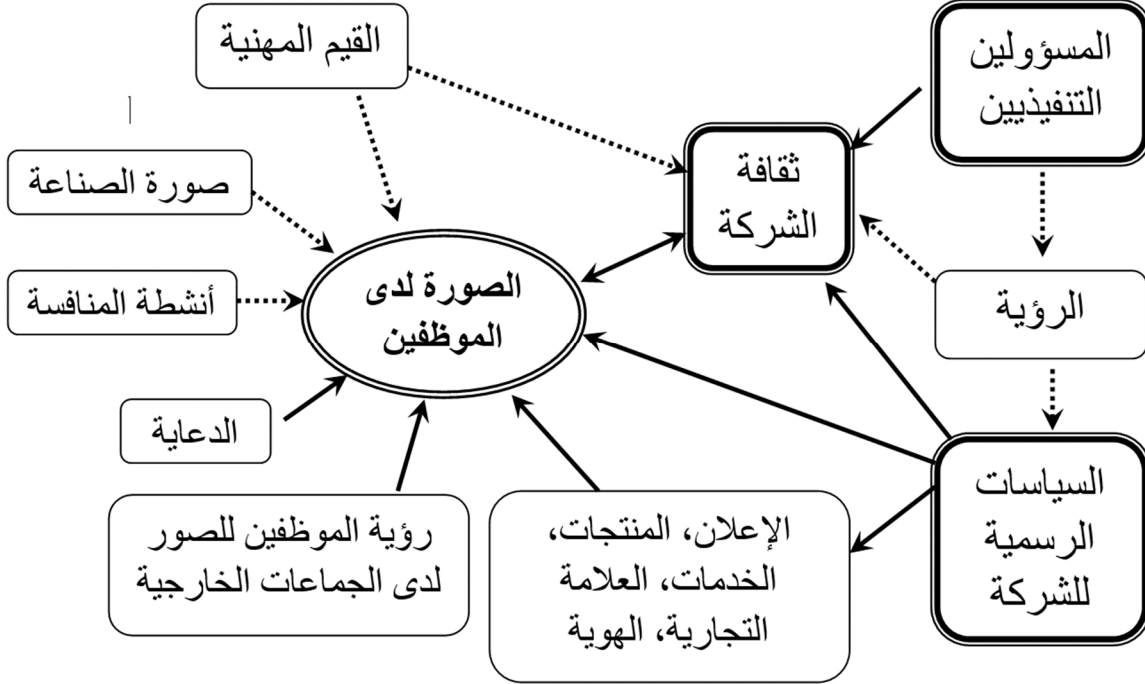 القيم المهنية
المسؤولين
التنفيذيين
أ
ثقافة
الشركة
صورة الصناعة
الصورة لدى
الموظفين
الرؤية
أنشطة المنافسة
الدعاية
السياسات
الرسمية
للشركة
الإعلان، المنتجات،
الخدمات، العلامة
التجارية، الهوية
رؤية الموظفين للصور
لدى الجماعات الخارجية